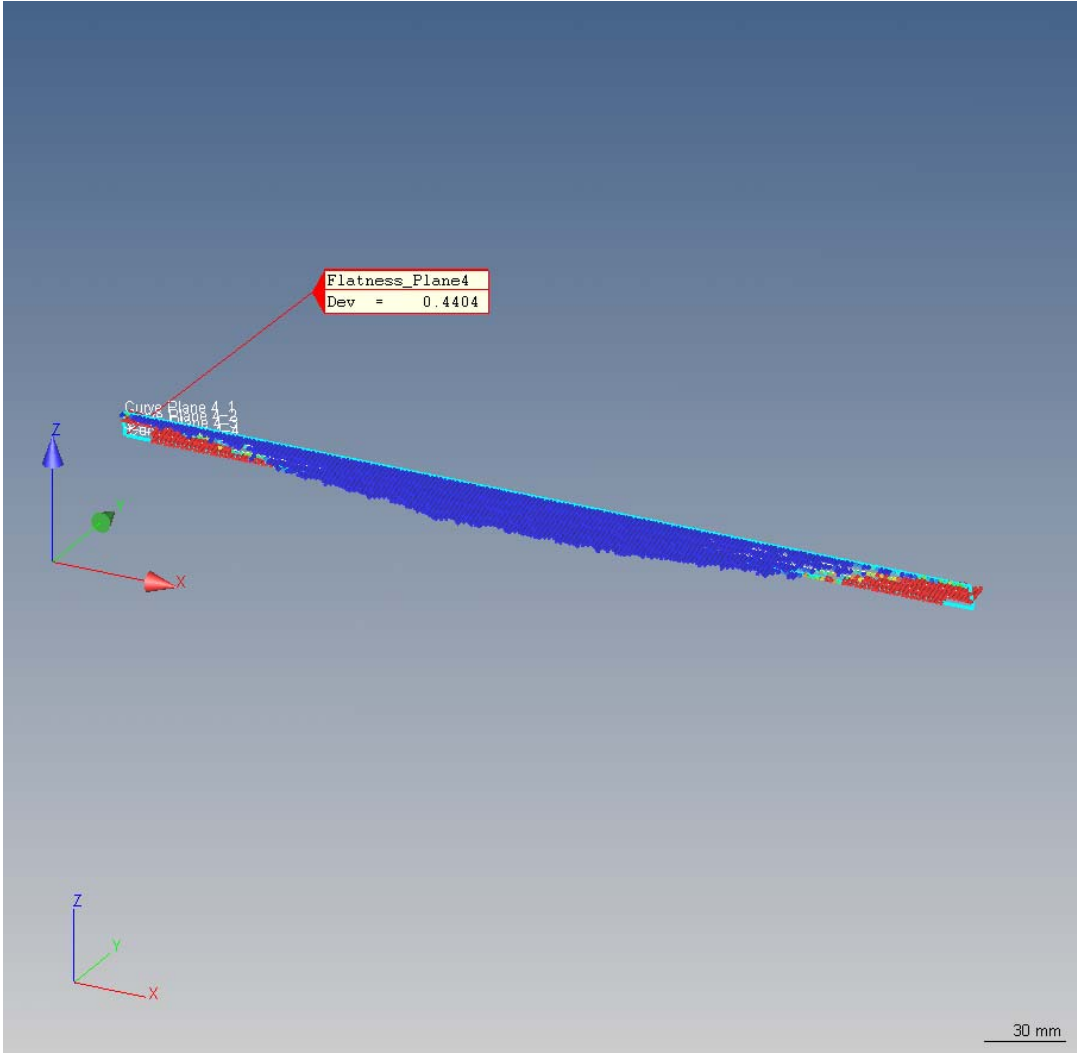 Flatness_Plane4
Dev = 0.4404
Curve Plane 4_1
Z
Y
X
Z
Y
X
30 mm